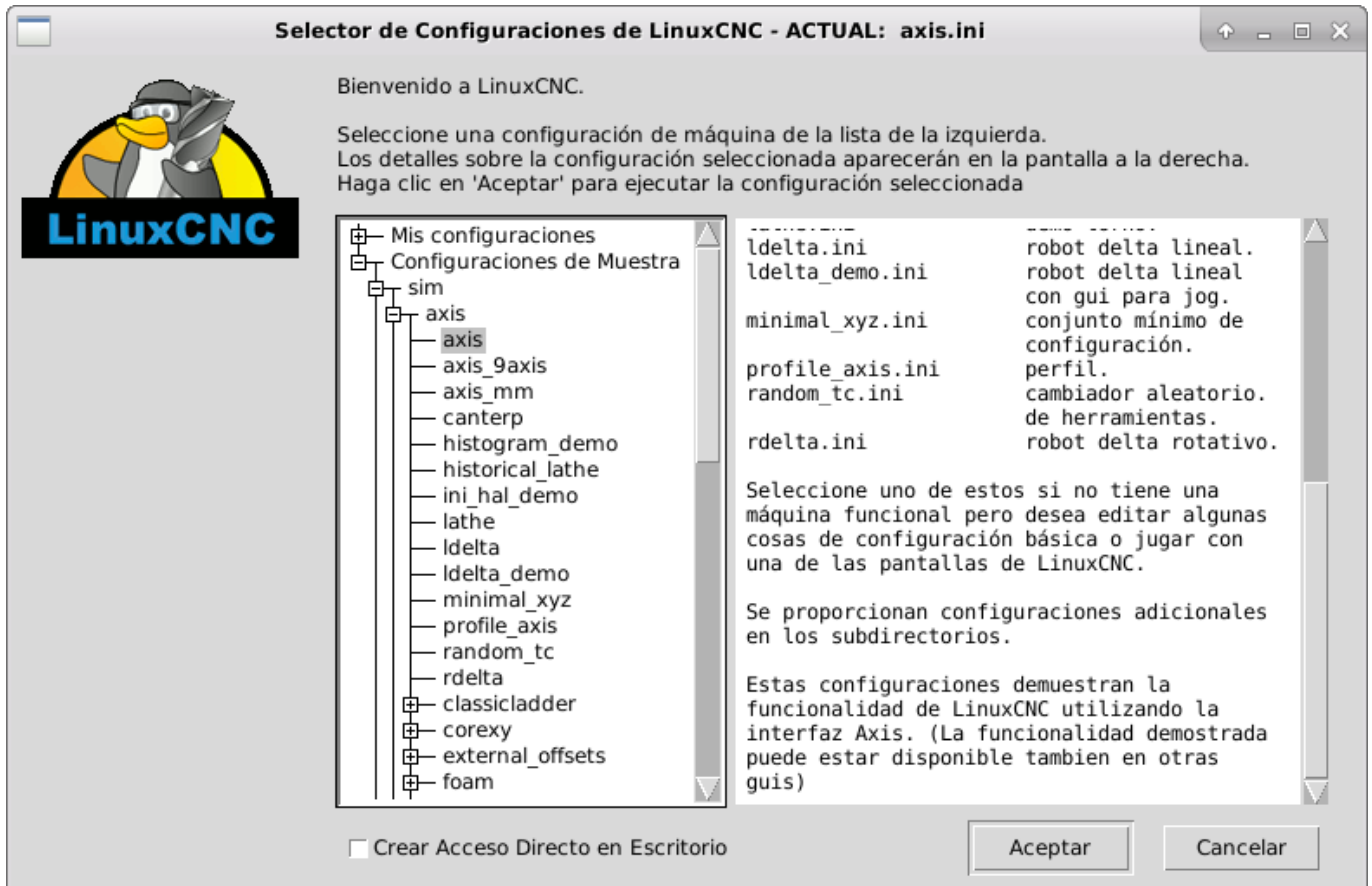 Selector de Configuraciones de LinuxCNC - ACTUAL: axis.ini
LinuxCNC
Bienvenido a LinuxCNC.
Seleccione una configuración de máquina de la lista de la izquierda.
Los detalles sobre la configuración seleccionada aparecerán en la pantalla a la derecha.
Haga clic en 'Aceptar' para ejecutar la configuración seleccionada
Mis configuraciones
Configuraciones de Muestra
sim
axis
axis
axis_9axis
axis_mm
canterp
histogram_demo
historical_lathe
ini_hal_demo
lathe
ldelta
ldelta_demo
minimal_xyz
profile_axis
random_tc
rdelta
classicladder
corexy
external_offsets
foam
ldelta.ini robot delta lineal.
ldelta_demo.ini robot delta lineal
con gui para jog.
minimal_xyz.ini conjunto mínimo de
configuración.
profile_axis.ini perfil.
random_tc.ini cambiador aleatorio.
de herramientas.
rdelta.ini robot delta rotativo.
Seleccione uno de estos si no tiene una
máquina funcional pero desea editar algunas
cosas de configuración básica o jugar con
una de las pantallas de LinuxCNC.
Se proporcionan configuraciones adicionales
en los subdirectorios.
Estas configuraciones demuestran la
funcionalidad de LinuxCNC utilizando la
interfaz Axis. (La funcionalidad demostrada
puede estar disponible tambien en otras
guis)
Crear Acceso Directo en Escritorio
Aceptar
Cancelar